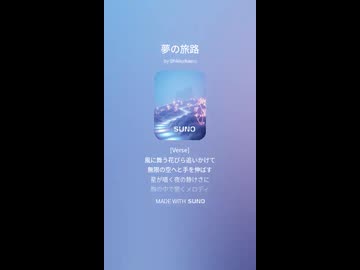 夢の旅路
SUNO
[Verse]
風に舞う花びら追いかけて
無限の空へと手を伸ばす
星が囁く夜の静けさに
胸の中で響くメロディ
MADE WITH SUNO